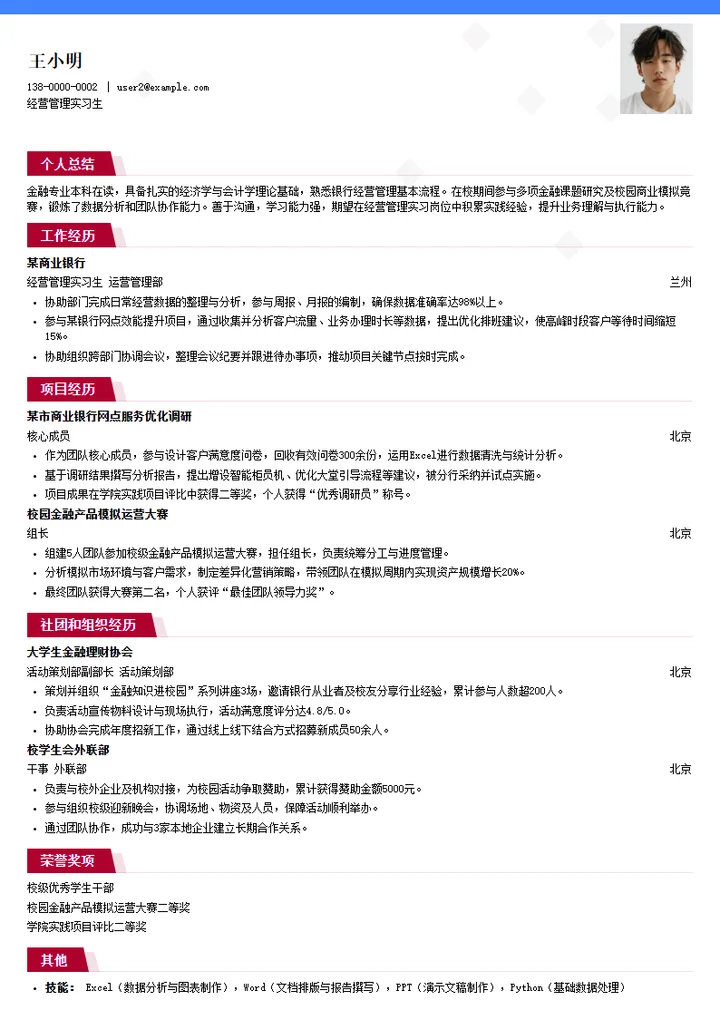 王小明
138-0000-0002 | user2@example.com
经营管理实习生
个人总结
金融专业本科在读，具备扎实的经济学与会计学理论基础，熟悉银行经营管理基本流程。在校期间参与多项金融课题研究及校园商业模拟竞
赛，锻炼了数据分析和团队协作能力。善于沟通，学习能力强，期望在经营管理实习岗位中积累实践经验，提升业务理解与执行能力。
工作经历
某商业银行
经营管理实习生 运营管理部 兰州
• 协助部门完成日常经营数据的整理与分析，参与周报、月报的编制，确保数据准确率达98%以上。
• 参与某银行网点效能提升项目，通过收集并分析客户流量、业务办理时长等数据，提出优化排班建议，使高峰时段客户等待时间缩短
15%。
• 协助组织跨部门协调会议，整理会议纪要并跟进待办事项，推动项目关键节点按时完成。
项目经历
某市商业银行网点服务优化调研
核心成员 北京
• 作为团队核心成员，参与设计客户满意度问卷，回收有效问卷300余份，运用Excel进行数据清洗与统计分析。
• 基于调研结果撰写分析报告，提出增设智能柜员机、优化大堂引导流程等建议，被分行采纳并试点实施。
• 项目成果在学院实践项目评比中获得二等奖，个人获得“优秀调研员”称号。
校园金融产品模拟运营大赛
组长 北京
• 组建5人团队参加校级金融产品模拟运营大赛，担任组长，负责统筹分工与进度管理。
• 分析模拟市场环境与客户需求，制定差异化营销策略，带领团队在模拟周期内实现资产规模增长20%。
• 最终团队获得大赛第二名，个人获评“最佳团队领导力奖”。
社团和组织经历
大学生金融理财协会
活动策划部副部长 活动策划部 北京
• 策划并组织“金融知识进校园”系列讲座3场，邀请银行从业者及校友分享行业经验，累计参与人数超200人。
• 负责活动宣传物料设计与现场执行，活动满意度评分达4.8/5.0。
• 协助协会完成年度招新工作，通过线上线下结合方式招募新成员50余人。
校学生会外联部
干事 外联部 北京
• 负责与校外企业及机构对接，为校园活动争取赞助，累计获得赞助金额5000元。
• 参与组织校级迎新晚会，协调场地、物资及人员，保障活动顺利举办。
• 通过团队协作，成功与3家本地企业建立长期合作关系。
荣誉奖项
校级优秀学生干部
校园金融产品模拟运营大赛二等奖
学院实践项目评比二等奖
其他
• 技能： Excel（数据分析与图表制作），Word（文档排版与报告撰写），PPT（演示文稿制作），Python（基础数据处理）